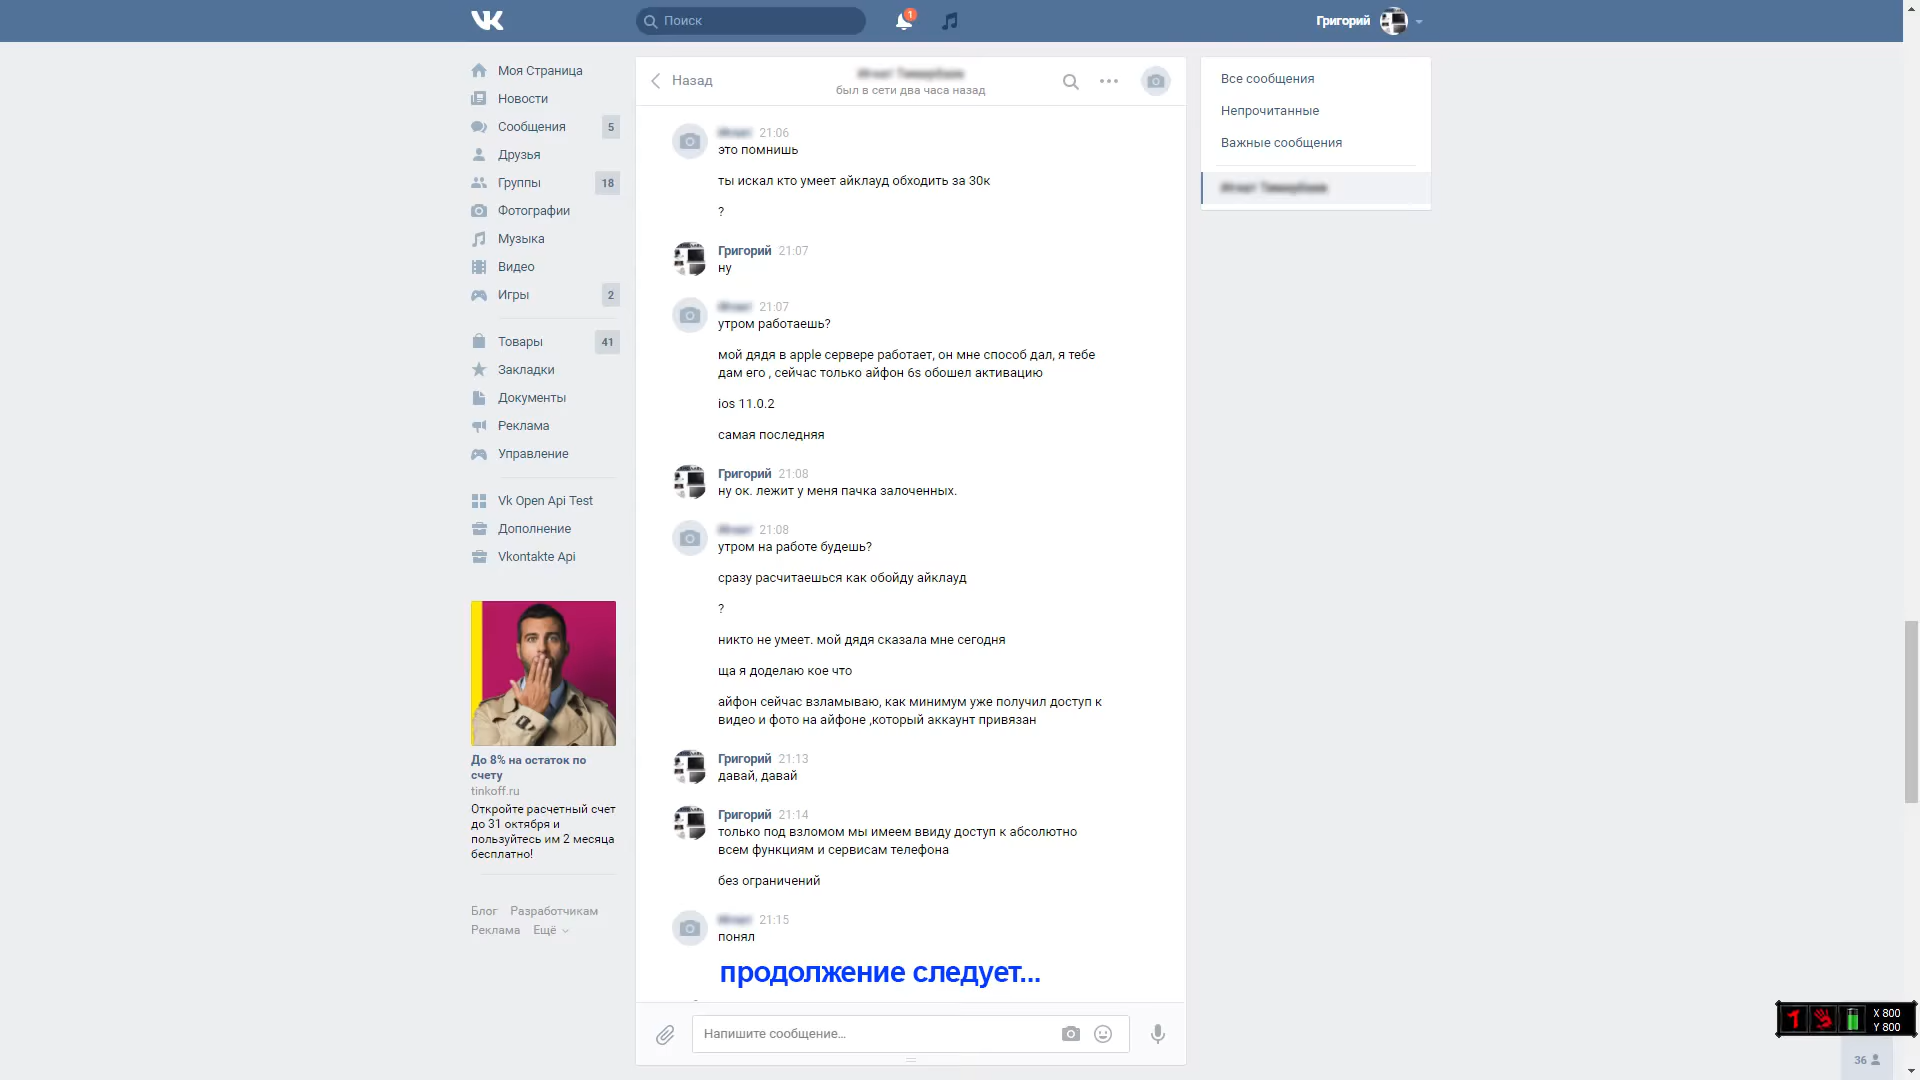 Поиск
1
Григорий
Моя Страница
Новости
Сообщения 5
Друзья
Группы 18
Фотографии
Музыка
Видео
Игры 2
Товары 41
Закладки
Документы
Реклама
Управление
Vk Open Api Test
Дополнение
Vkontakte Api
До 8% на остаток по
счету
tinkoff.ru
Откройте расчетный счет
до 31 октября и
пользуйтесь им 2 месяца
бесплатно!
Блог Разработчикам
Реклама Ещё
Назад
был в сети два часа назад
21:06
это помнишь
ты искал кто умеет айклауд обходить за 30к
?
Григорий 21:07
ну
21:07
утром работаешь?
мой дядя в apple сервере работает, он мне способ дал, я тебе
дам его , сейчас только айфон 6s обошел активацию
ios 11.0.2
самая последняя
Григорий 21:08
ну ок. лежит у меня пачка залоченных.
21:08
утром на работе будешь?
сразу расчитаешься как обойду айклауд
?
никто не умеет. мой дядя сказала мне сегодня
ща я доделаю кое что
айфон сейчас взламываю, как минимум уже получил доступ к
видео и фото на айфоне ,который аккаунт привязан
Григорий 21:13
давай, давай
Григорий 21:14
только под взломом мы имеем ввиду доступ к абсолютно
всем функциям и сервисам телефона
без ограничений
21:15
понял
продолжение следует...
Напишите сообщение...
Все сообщения
Непрочитанные
Важные сообщения
1
X 800
Y 800
36